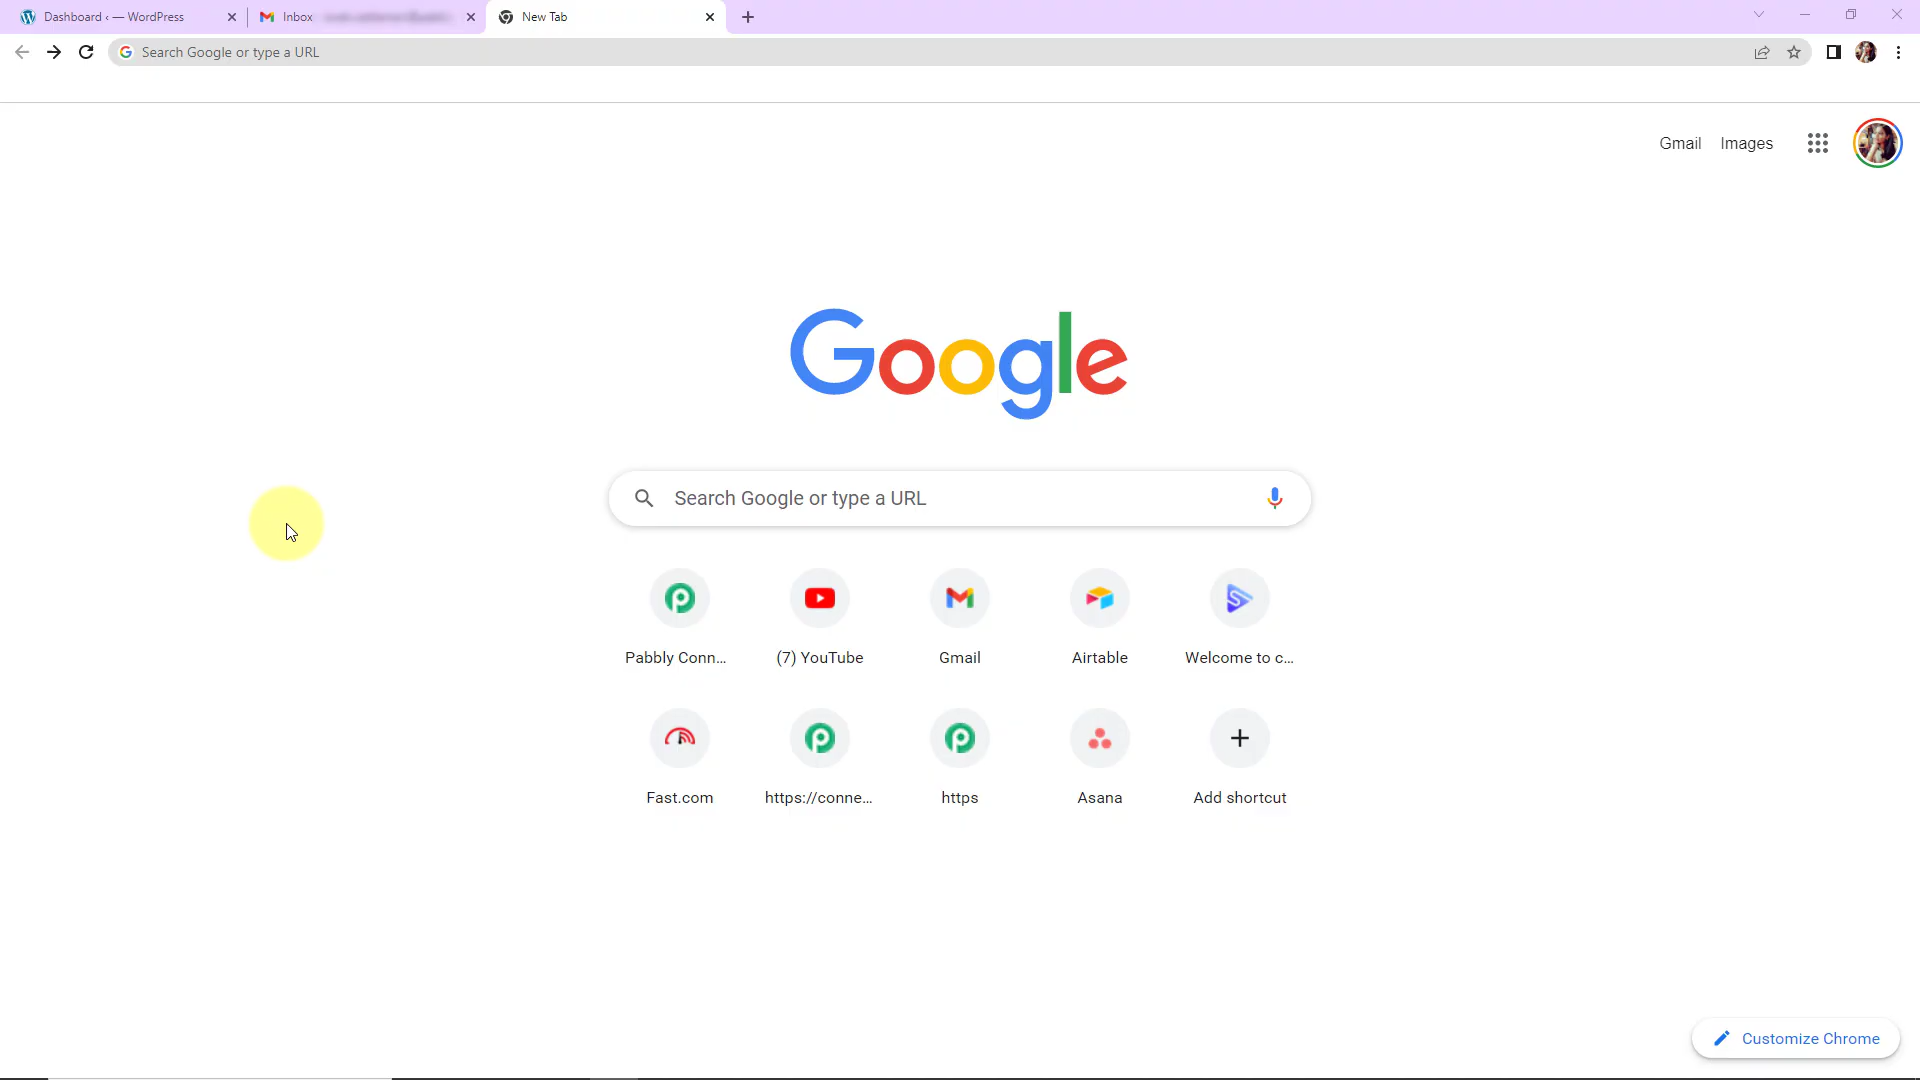 Dashboard ‹ — WordPress
Inbox
New Tab
Search Google or type a URL
Gmail
Images
Google
Search Google or type a URL
Pabbly Conn...
(7) YouTube
Gmail
Airtable
Welcome to c...
Fast.com
https://conne...
https
Asana
Add shortcut
Customize Chrome